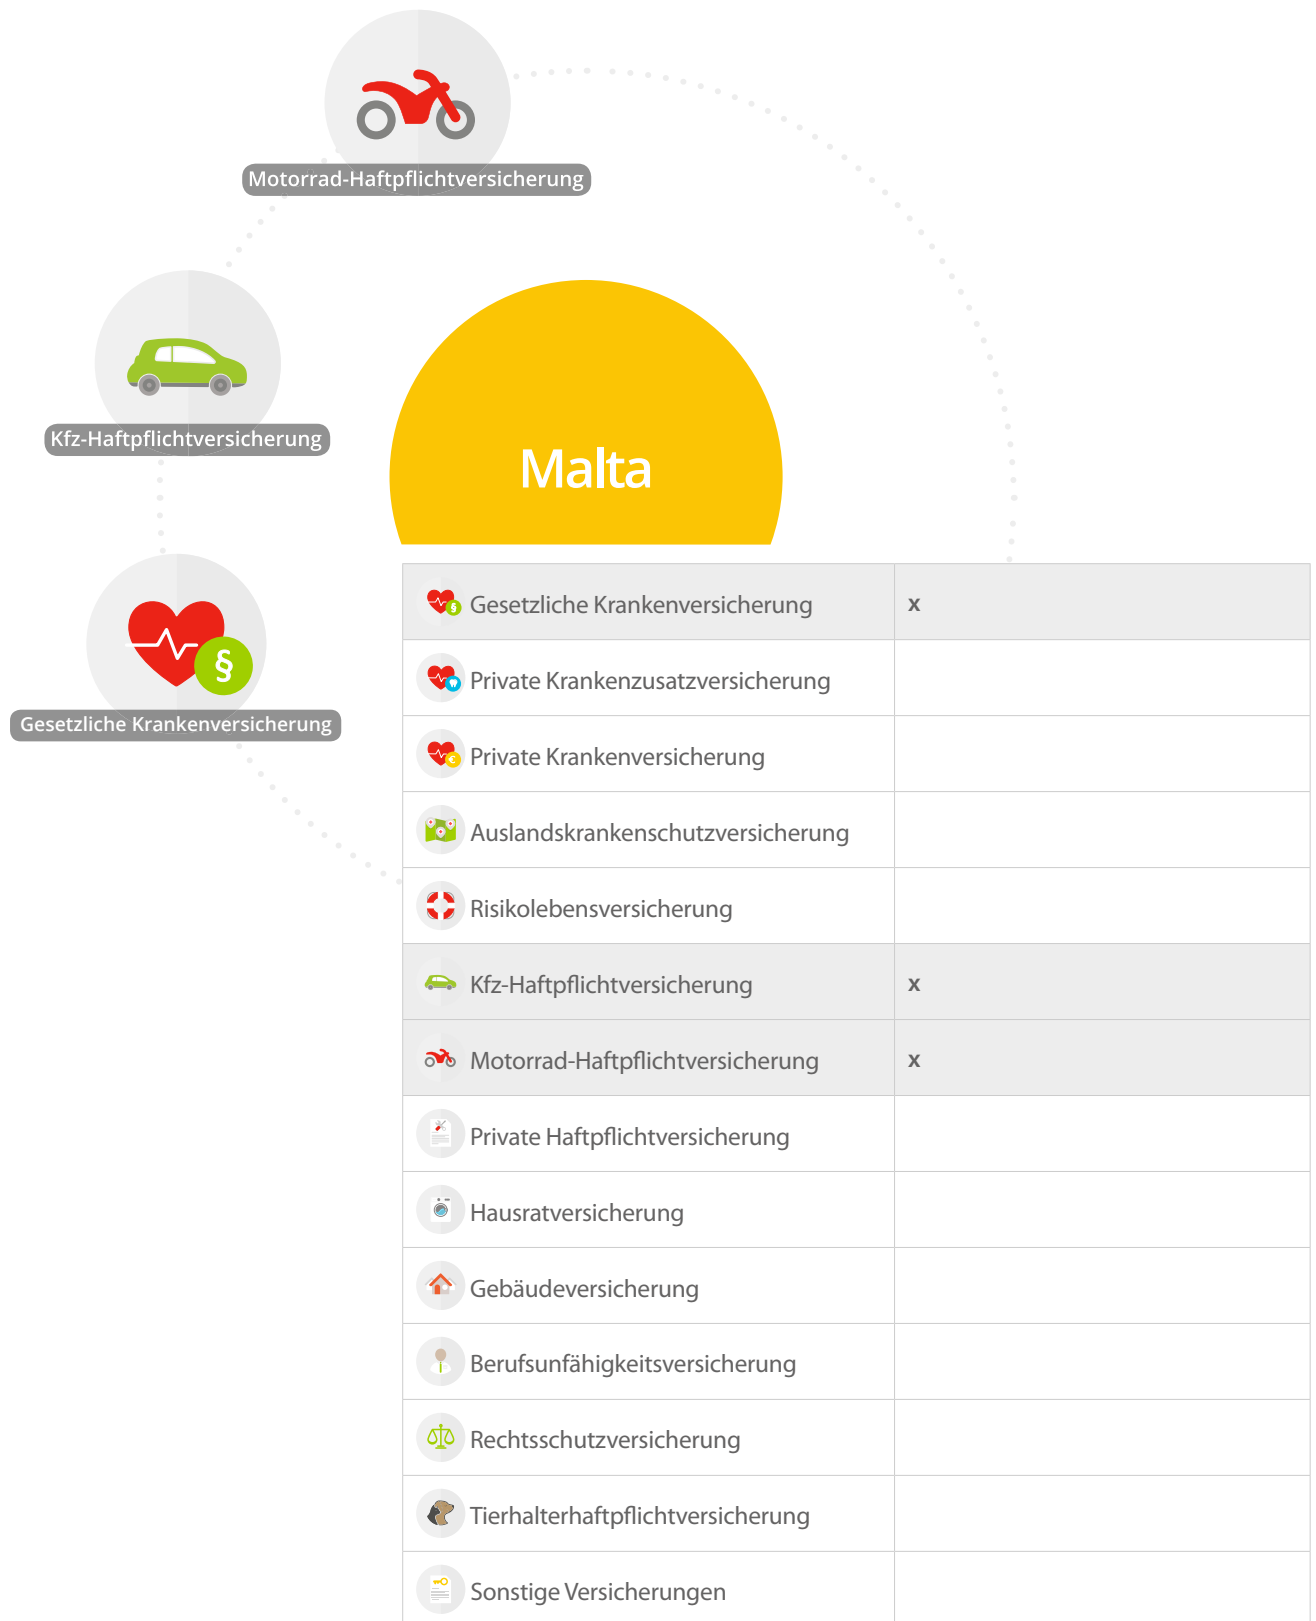 Motorrad-Haftpflichtversicherung
Kfz-Haftpflichtversicherung
Malta
§
Gesetzliche Krankenversicherung
§ Gesetzliche Krankenversicherung x
Private Krankenzusatzversicherung
€ Private Krankenversicherung
Auslandskrankenschutzversicherung
Risikolebensversicherung
Kfz-Haftpflichtversicherung x
Motorrad-Haftpflichtversicherung x
Private Haftpflichtversicherung
Hausratversicherung
Gebäudeversicherung
Berufsunfähigkeitsversicherung
Rechtsschutzversicherung
Tierhalterhaftpflichtversicherung
Sonstige Versicherungen